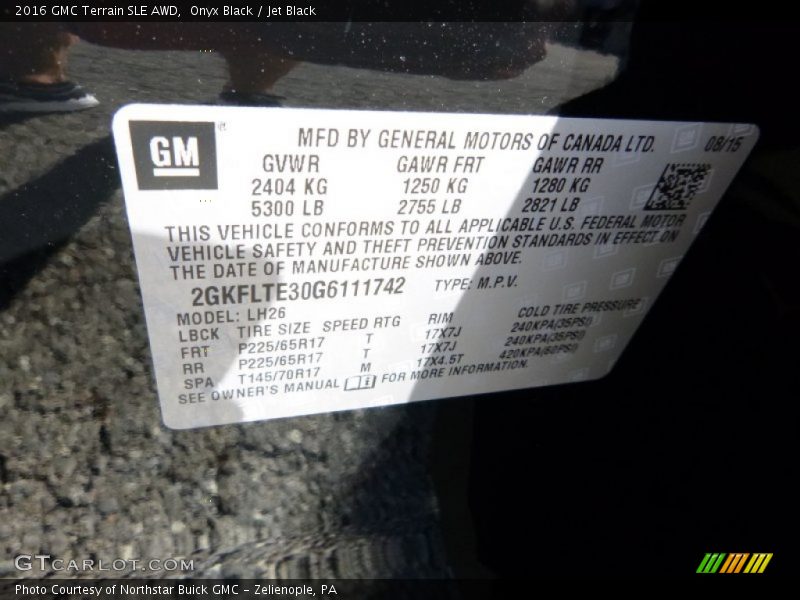 2016 GMC Terrain SLE AWD, Onyx Black / Jet Black
GM
MFD BY GENERAL MOTORS OF CANADA LTD. 08/15
GVWR GAWR FRT GAWR RR
2404 KG 1250 KG 1280 KG
5300 LB 2755 LB 2821 LB
THIS VEHICLE CONFORMS TO ALL APPLICABLE U.S. FEDERAL MOTOR
VEHICLE SAFETY AND THEFT PREVENTION STANDARDS IN EFFECT ON
THE DATE OF MANUFACTURE SHOWN ABOVE.
2GKFLTE30G6111742 TYPE: M.P.V.
MODEL: LH26
LBCK TIRE SIZE SPEED RTG RIM COLD TIRE PRESSURE
FRT P225/65R17 T 17X7J 240KPA(35PSI)
RR P225/65R17 T 17X7J 240KPA(35PSI)
SPA T145/70R17 M 17X4.5T 420KPA(60PSI)
SEE OWNER'S MANUAL FOR MORE INFORMATION.
GTCARLOT.COM
Photo Courtesy of Northstar Buick GMC - Zelienople, PA